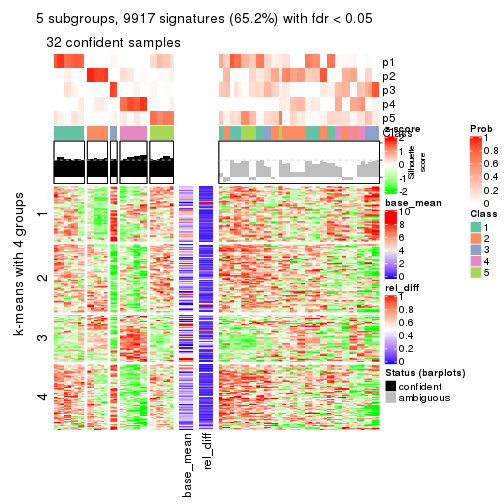 5 subgroups, 9917 signatures (65.2%) with fdr < 0.05
32 confident samples
p1
p2
p3
p4
p5
Class
Silhouette
score
k-means with 4 groups
1
2
3
4
base_mean
rel_diff
z-score
2
1
0
-1
-2
base_mean
10
8
6
4
2
0
rel_diff
1
0.8
0.6
0.4
0.2
0
Status (barplots)
confident
ambiguous
Prob
1
0.8
0.6
0.4
0.2
0
Class
1
2
3
4
5